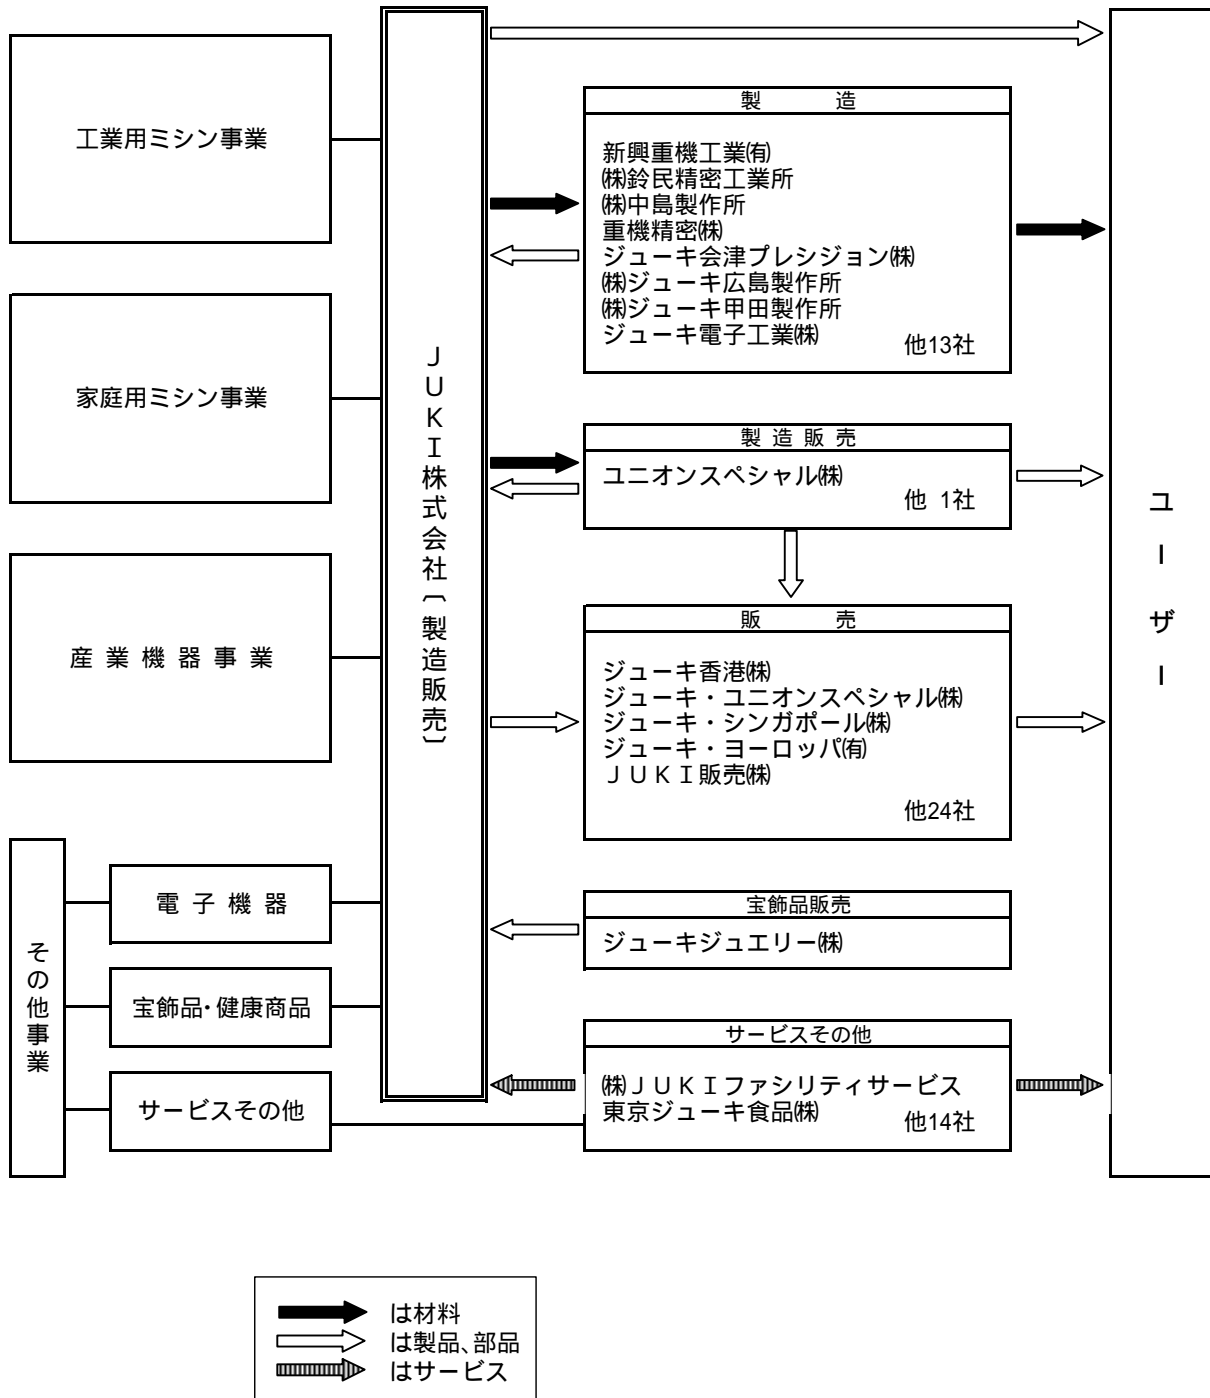 工業用ミシン事業
家庭用ミシン事業
産業機器事業
その他事業
電子機器
宝飾品・健康商品
サービスその他
JUKI株式会社〔製造販売〕
製造
新興重機工業㈲
㈱鈴民精密工業所
㈱中島製作所
重機精密㈱
ジューキ会津プレシジョン㈱
㈱ジューキ広島製作所
㈱ジューキ甲田製作所
ジューキ電子工業㈱
他13社
製造販売
ユニオンスペシャル㈱
他 1社
販売
ジューキ香港㈱
ジューキ・ユニオンスペシャル㈱
ジューキ・シンガポール㈱
ジューキ・ヨーロッパ㈲
JUKI販売㈱
他24社
宝飾品販売
ジューキジュエリー㈱
サービスその他
㈱JUKIファシリティサービス
東京ジューキ食品㈱
他14社
ユーザー
は材料
は製品、部品
はサービス